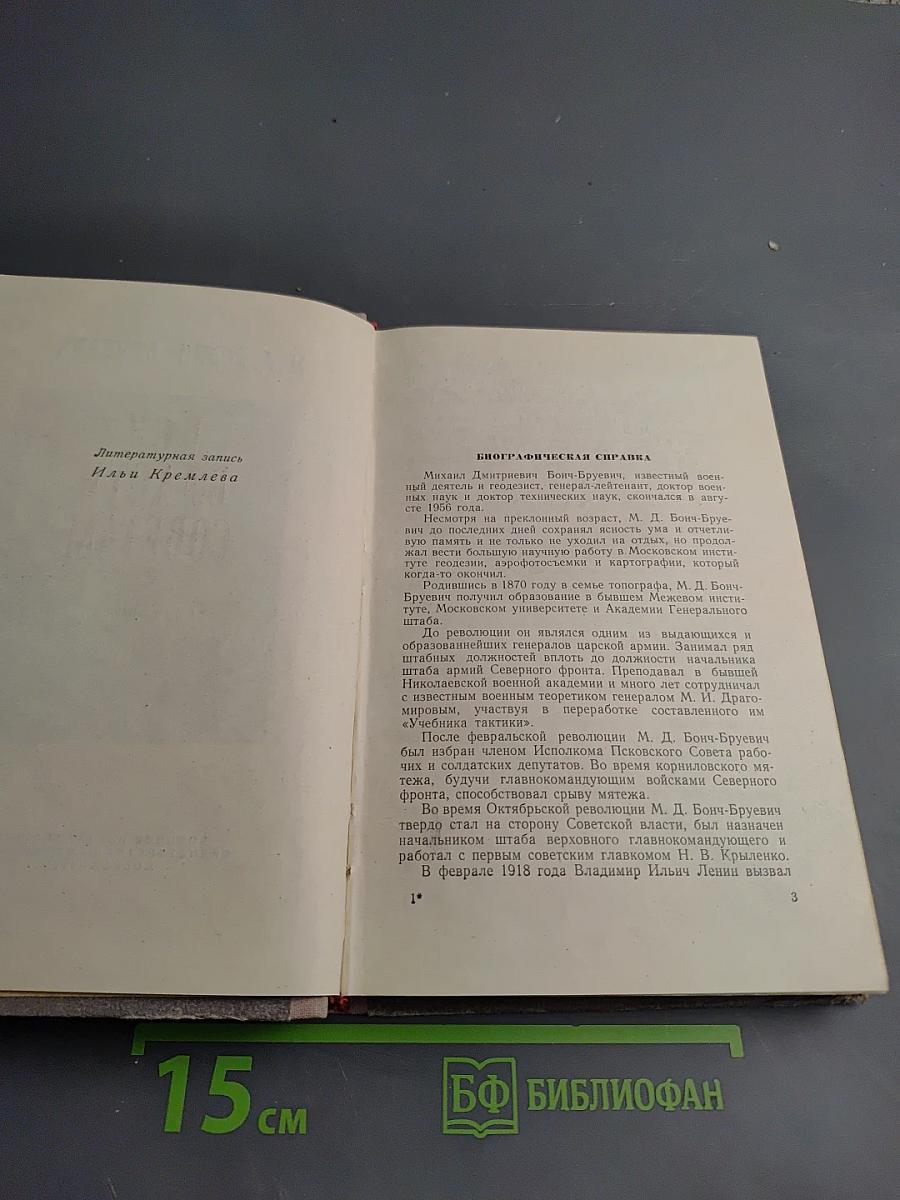 Литературная запись
Ильи Кремлева
БИОГРАФИЧЕСКАЯ СПРАВКА
Михаил Дмитриевич Бонч-Бруевич, известный воен-
ный деятель и геодезист, генерал-лейтенант, доктор воен-
ных наук и доктор технических наук, скончался в авгу-
сте 1956 года.
Несмотря на преклонный возраст, М. Д. Бонч-Бруе-
вич до последних дней сохранял ясность ума и отчетли-
вую память и не только не уходил на отдых, но продол-
жал вести большую научную работу в Московском инсти-
туте геодезии, аэрофотосъемки и картографии, который
когда-то окончил.
Родившись в 1870 году в семье топографа, М. Д. Бонч-
Бруевич получил образование в бывшем Межевом инсти-
туте, Московском университете и Академии Генерального
штаба.
До революции он являлся одним из выдающихся и
образованнейших генералов царской армии. Занимал ряд
штабных должностей вплоть до должности начальника
штаба армий Северного фронта. Преподавал в бывшей
Николаевской военной академии и много лет сотрудничал
с известным военным теоретиком генералом М. И. Драго-
мировым, участвуя в переработке составленного им
«Учебника тактики».
После февральской революции М. Д. Бонч-Бруевич
был избран членом Исполкома Псковского Совета рабо-
чих и солдатских депутатов. Во время корниловского мя-
тежа, будучи главнокомандующим войсками Северного
фронта, способствовал срыву мятежа.
Во время Октябрьской революции М. Д. Бонч-Бруевич
твердо стал на сторону Советской власти, был назначен
начальником штаба верховного главнокомандующего и
работал с первым советским главкомом Н. В. Крыленко.
В феврале 1918 года Владимир Ильич Ленин вызвал
1*
3
15 см
БФ БИБЛИОФАН